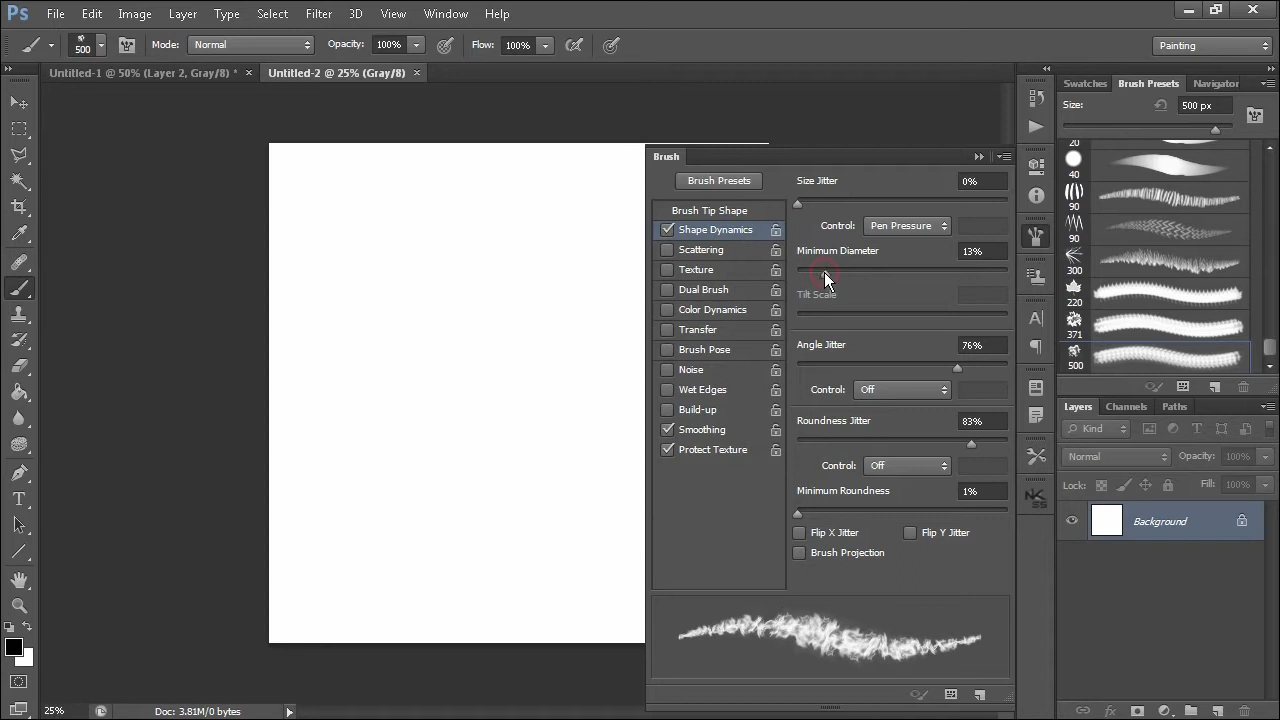 Ps File Edit Image Layer Type Select Filter 3D View Window Help
500 Mode: Normal Opacity: 100% Flow: 100% Painting
Untitled-1 @ 50% (Layer 2, Gray/8) * × Untitled-2 @ 25% (Gray/8) ×
Swatches Brush Presets Navigator
Size: 500 px
20
40
90
90
300
220
371
500
Brush
Brush Presets
Brush Tip Shape
Shape Dynamics
Scattering
Texture
Dual Brush
Color Dynamics
Transfer
Brush Pose
Noise
Wet Edges
Build-up
Smoothing
Protect Texture
Size Jitter 0%
Control: Pen Pressure
Minimum Diameter 13%
Tilt Scale
Angle Jitter 76%
Control: Off
Roundness Jitter 83%
Control: Off
Minimum Roundness 1%
Flip X Jitter Flip Y Jitter
Brush Projection
Layers Channels Paths
Kind
Normal Opacity: 100%
Lock: Fill: 100%
Background
25% Doc: 3.81M/0 bytes